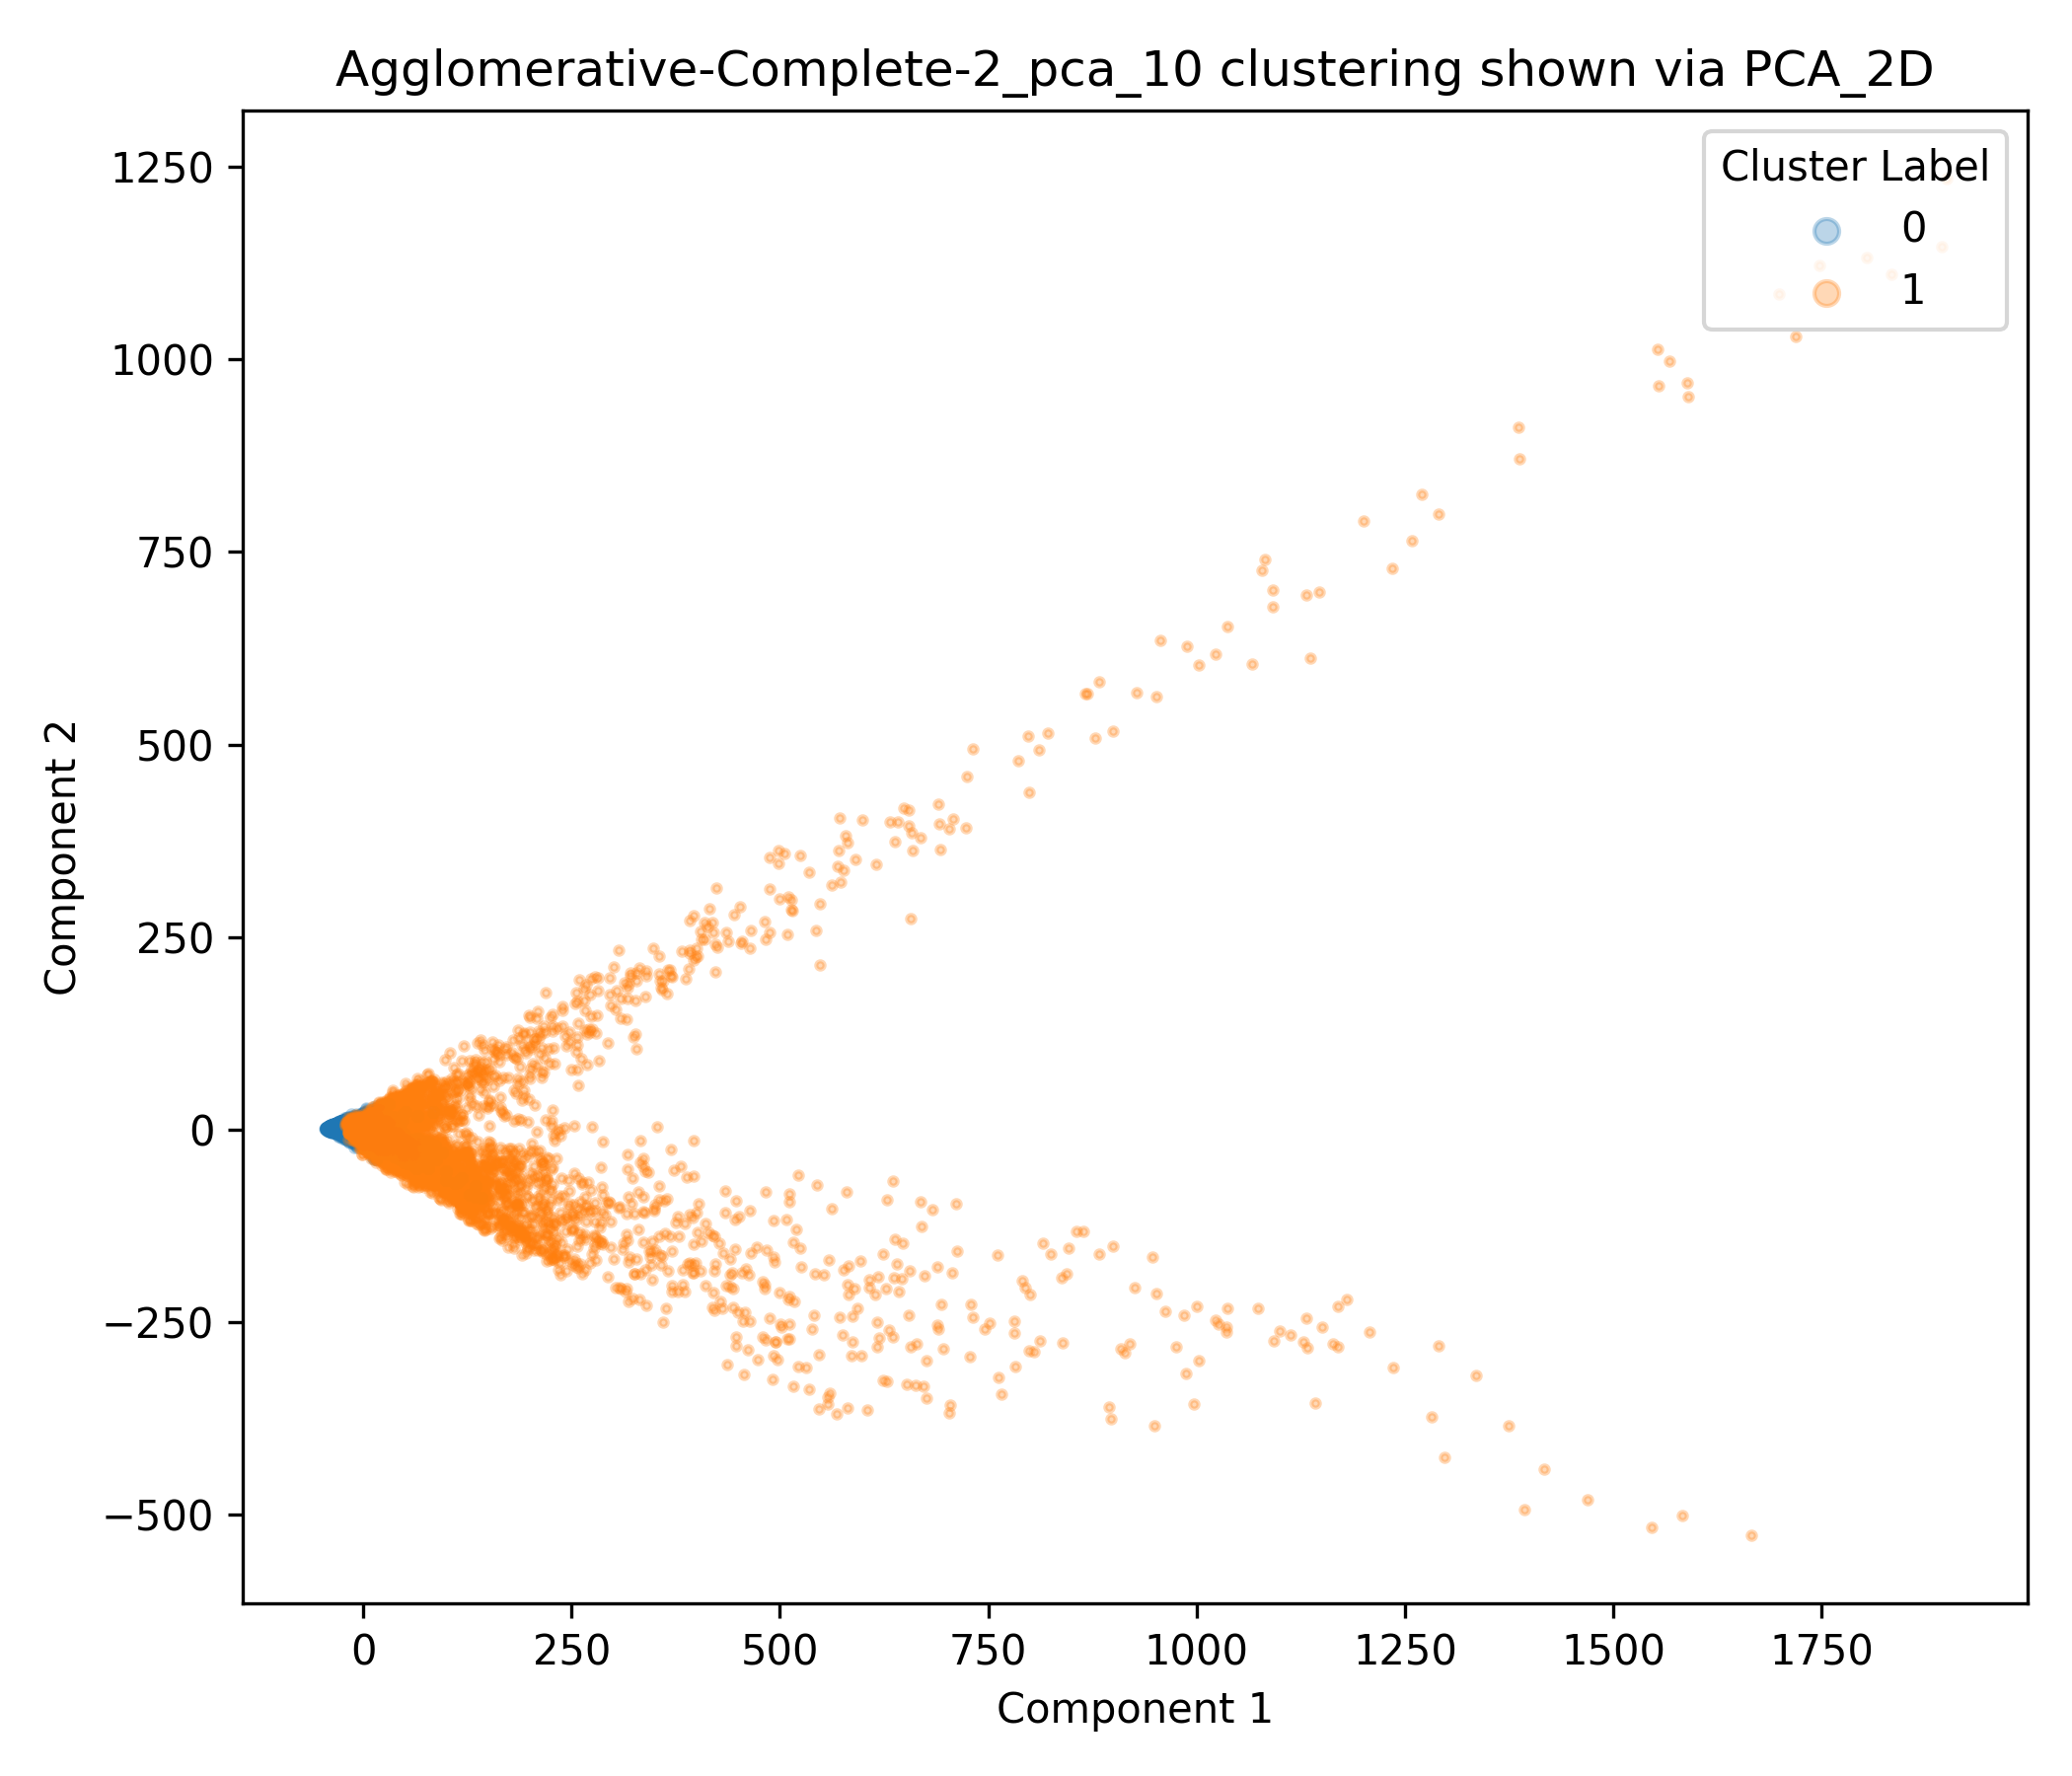 Agglomerative-Complete-2_pca_10 clustering shown via PCA_2D
Cluster Label
0
1
1250
1000
750
500
250
0
−250
−500
Component 2
0 250 500 750 1000 1250 1500 1750
Component 1